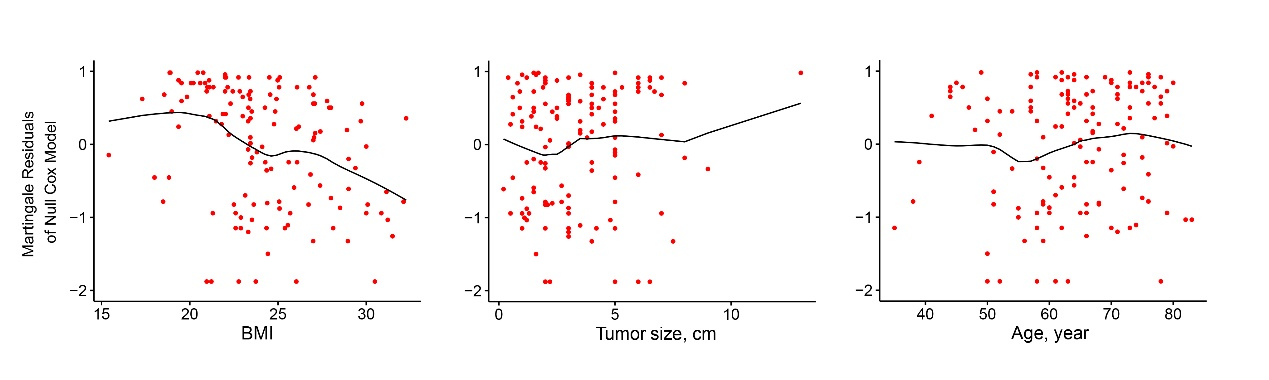 Martingale Residuals
of Null Cox Model
1
0
−1
−2
15 20 25 30
BMI
1
0
−1
−2
0 5 10
Tumor size, cm
1
0
−1
−2
40 50 60 70 80
Age, year